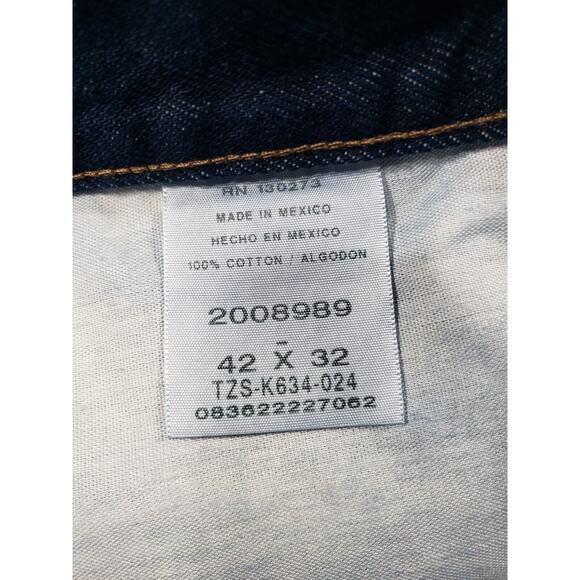 RN 130273
MADE IN MEXICO
HECHO EN MEXICO
100% COTTON / ALGODON
2008989
42 X 32
TZS-K634-024
083622227062